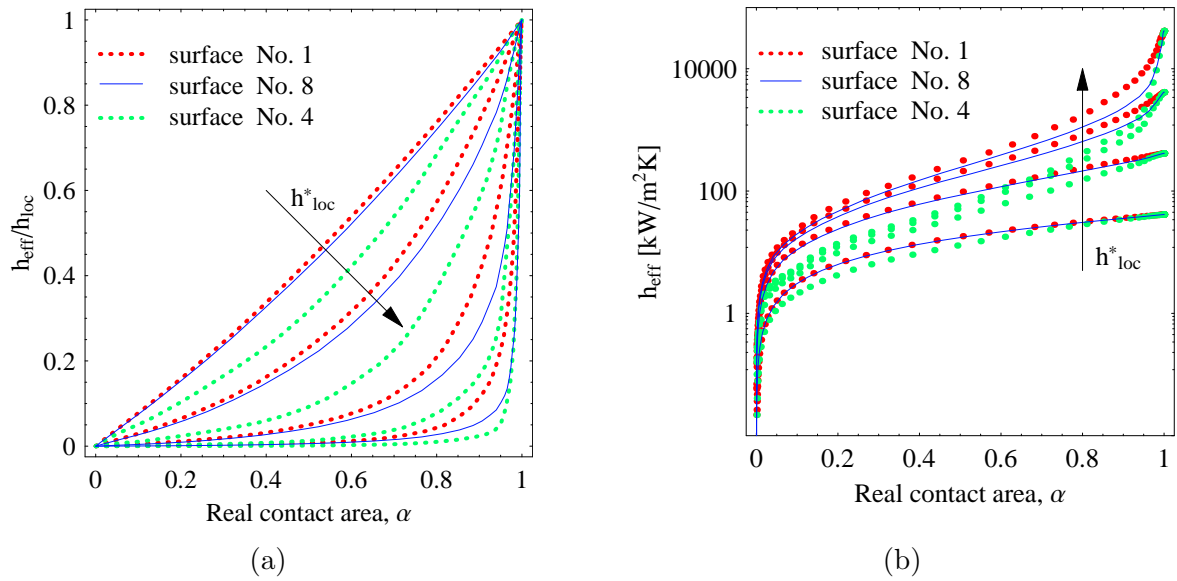 1
0.8
0.6
0.4
0.2
0
h_eff/h_loc
surface No. 1
surface No. 8
surface No. 4
h*_loc
0 0.2 0.4 0.6 0.8 1
Real contact area, α
(a)
10000
100
1
h_eff [kW/m²K]
surface No. 1
surface No. 8
surface No. 4
h*_loc
0 0.2 0.4 0.6 0.8 1
Real contact area, α
(b)